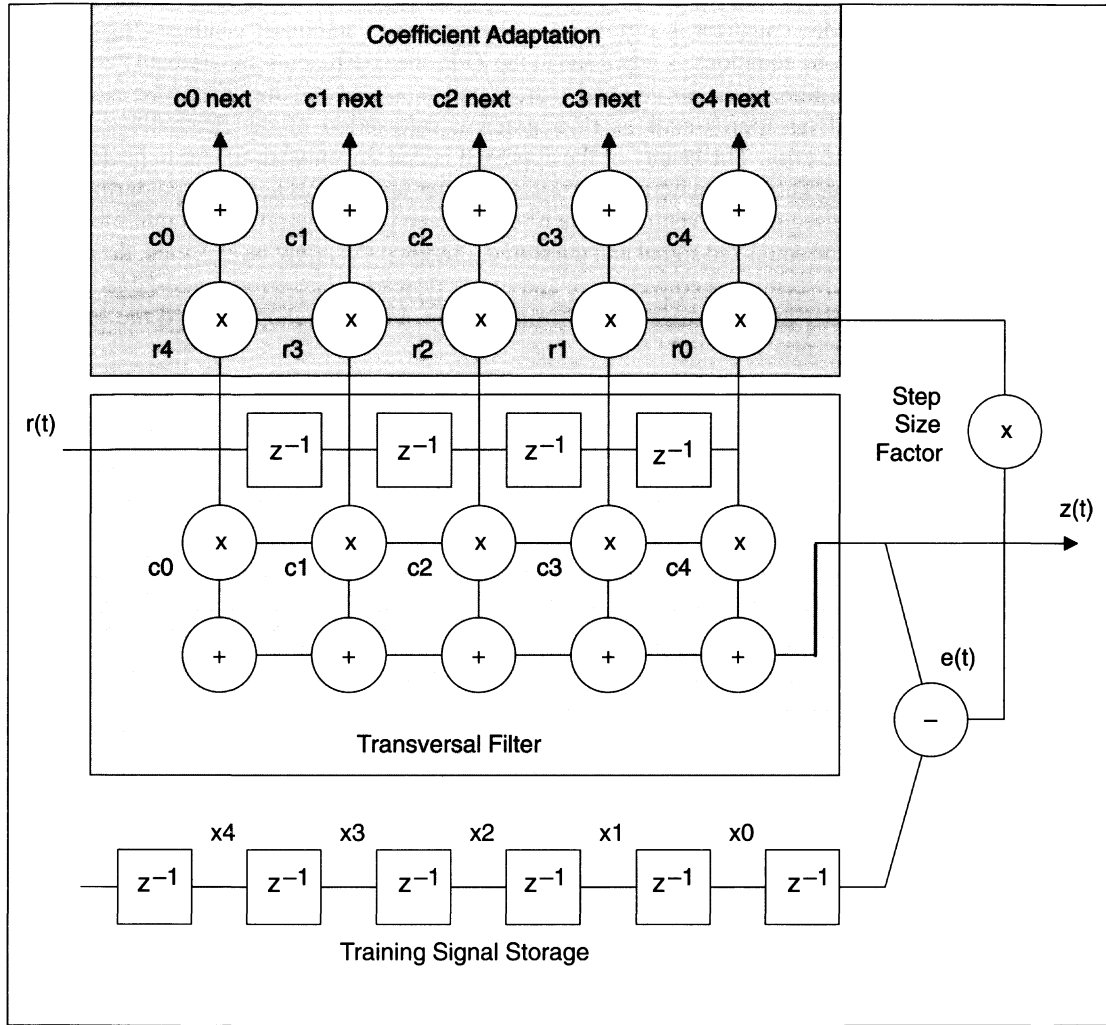 Coefficient Adaptation
c0 next c1 next c2 next c3 next c4 next
+ + + + +
c0 c1 c2 c3 c4
x x x x x
r4 r3 r2 r1 r0
r(t)
z⁻¹ z⁻¹ z⁻¹ z⁻¹
Step
Size
Factor
x
z(t)
x x x x x
c0 c1 c2 c3 c4
+ + + + +
e(t)
−
Transversal Filter
x4 x3 x2 x1 x0
z⁻¹ z⁻¹ z⁻¹ z⁻¹ z⁻¹ z⁻¹
Training Signal Storage